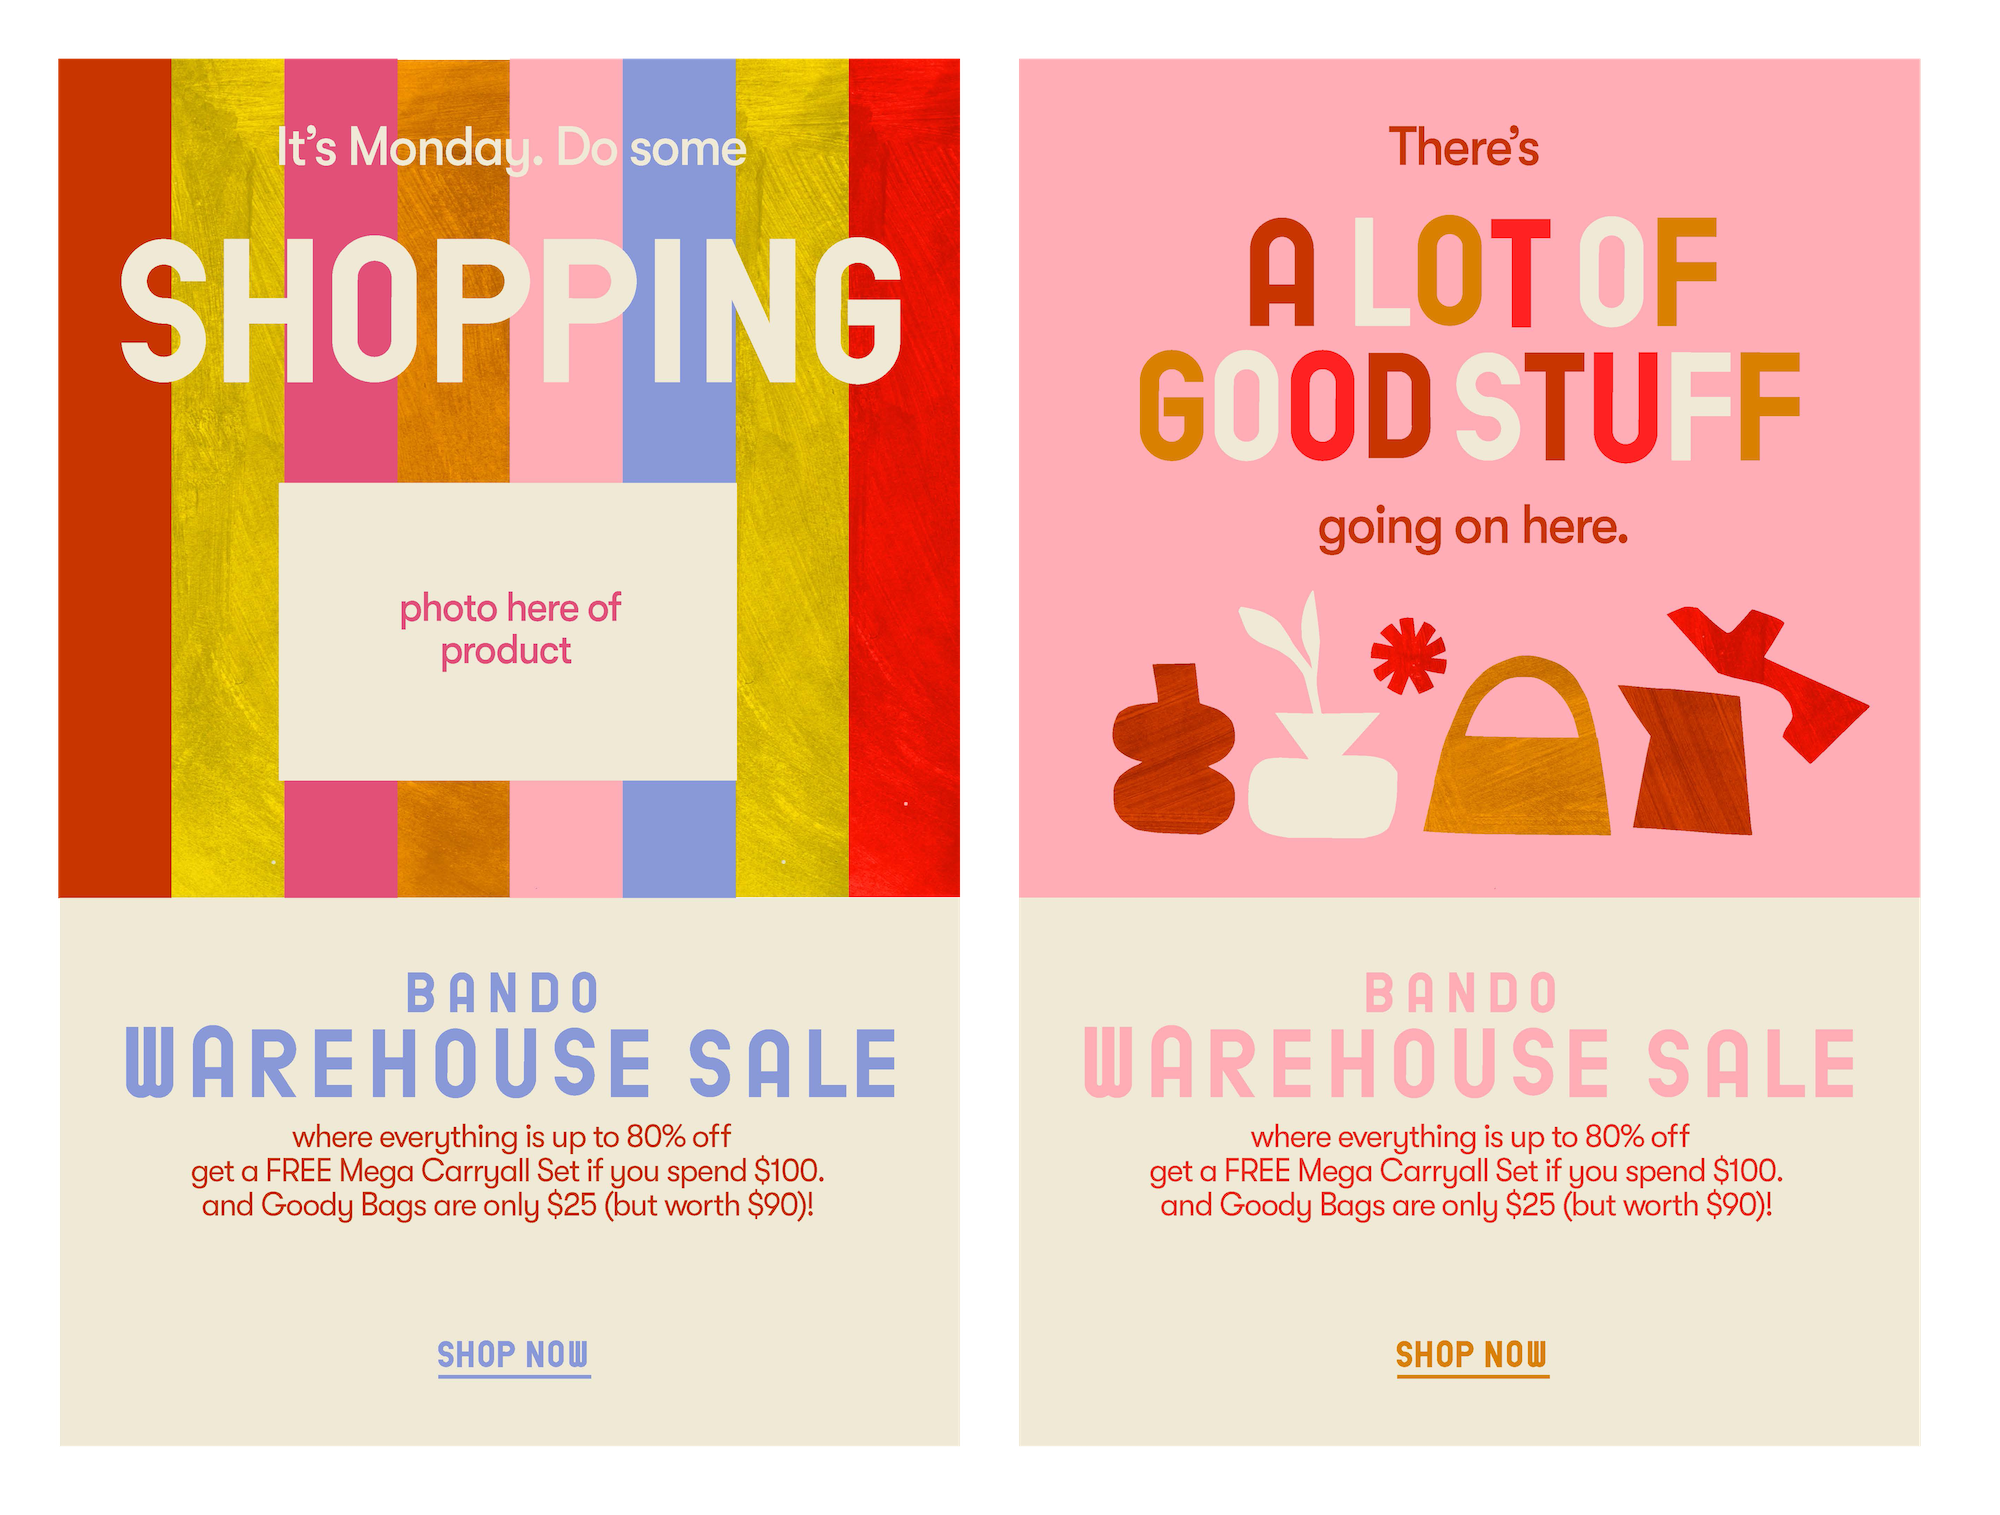 It’s Monday. Do some
SHOPPING
photo here of
product
BANDO
WAREHOUSE SALE
where everything is up to 80% off
get a FREE Mega Carryall Set if you spend $100.
and Goody Bags are only $25 (but worth $90)!
SHOP NOW
There’s
A LOT OF
GOOD STUFF
going on here.
BANDO
WAREHOUSE SALE
where everything is up to 80% off
get a FREE Mega Carryall Set if you spend $100.
and Goody Bags are only $25 (but worth $90)!
SHOP NOW